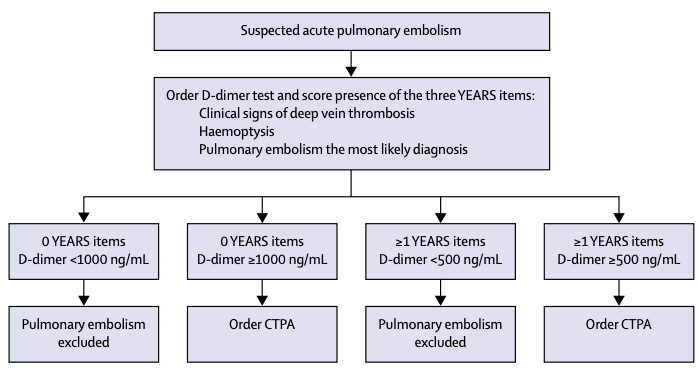 Suspected acute pulmonary embolism
Order D-dimer test and score presence of the three YEARS items:
Clinical signs of deep vein thrombosis
Haemoptysis
Pulmonary embolism the most likely diagnosis
0 YEARS items
D-dimer <1000 ng/mL
0 YEARS items
D-dimer ≥1000 ng/mL
≥1 YEARS items
D-dimer <500 ng/mL
≥1 YEARS items
D-dimer ≥500 ng/mL
Pulmonary embolism
excluded
Order CTPA
Pulmonary embolism
excluded
Order CTPA